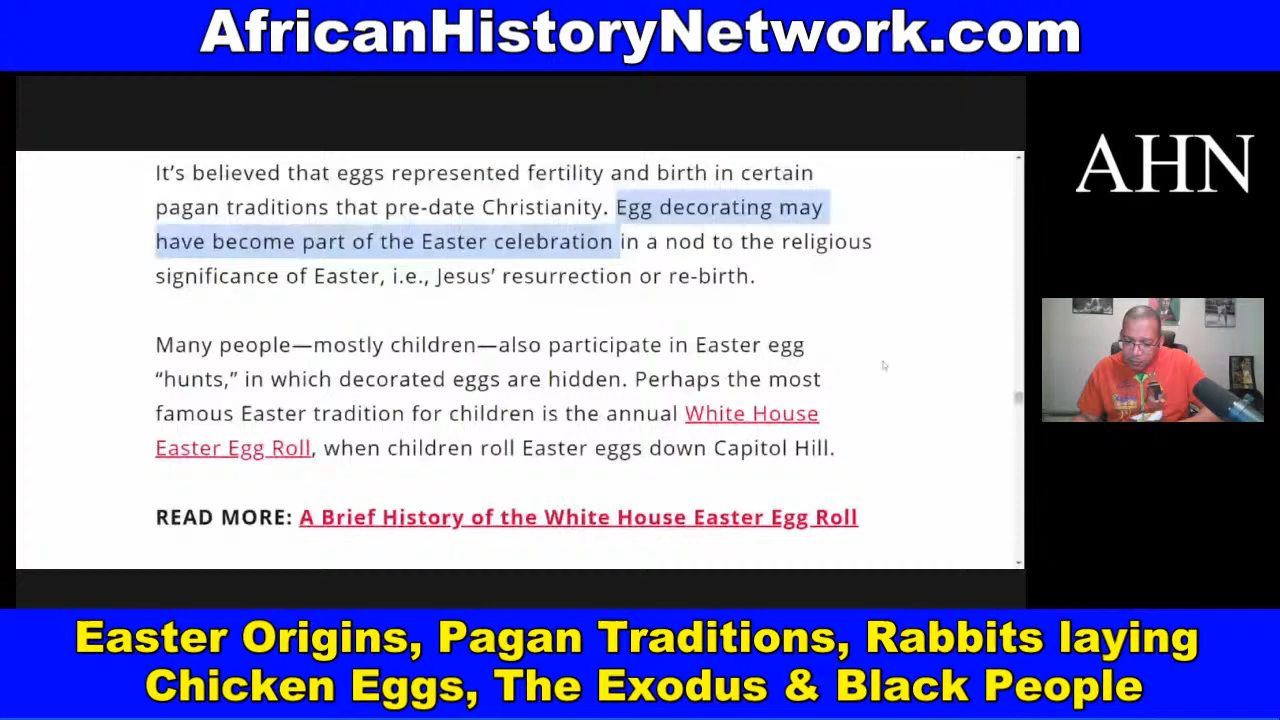 AfricanHistoryNetwork.com
AHN
It’s believed that eggs represented fertility and birth in certain
pagan traditions that pre-date Christianity. Egg decorating may
have become part of the Easter celebration in a nod to the religious
significance of Easter, i.e., Jesus’ resurrection or re-birth.
Many people—mostly children—also participate in Easter egg
“hunts,” in which decorated eggs are hidden. Perhaps the most
famous Easter tradition for children is the annual White House
Easter Egg Roll, when children roll Easter eggs down Capitol Hill.
READ MORE: A Brief History of the White House Easter Egg Roll
Easter Origins, Pagan Traditions, Rabbits laying
Chicken Eggs, The Exodus & Black People